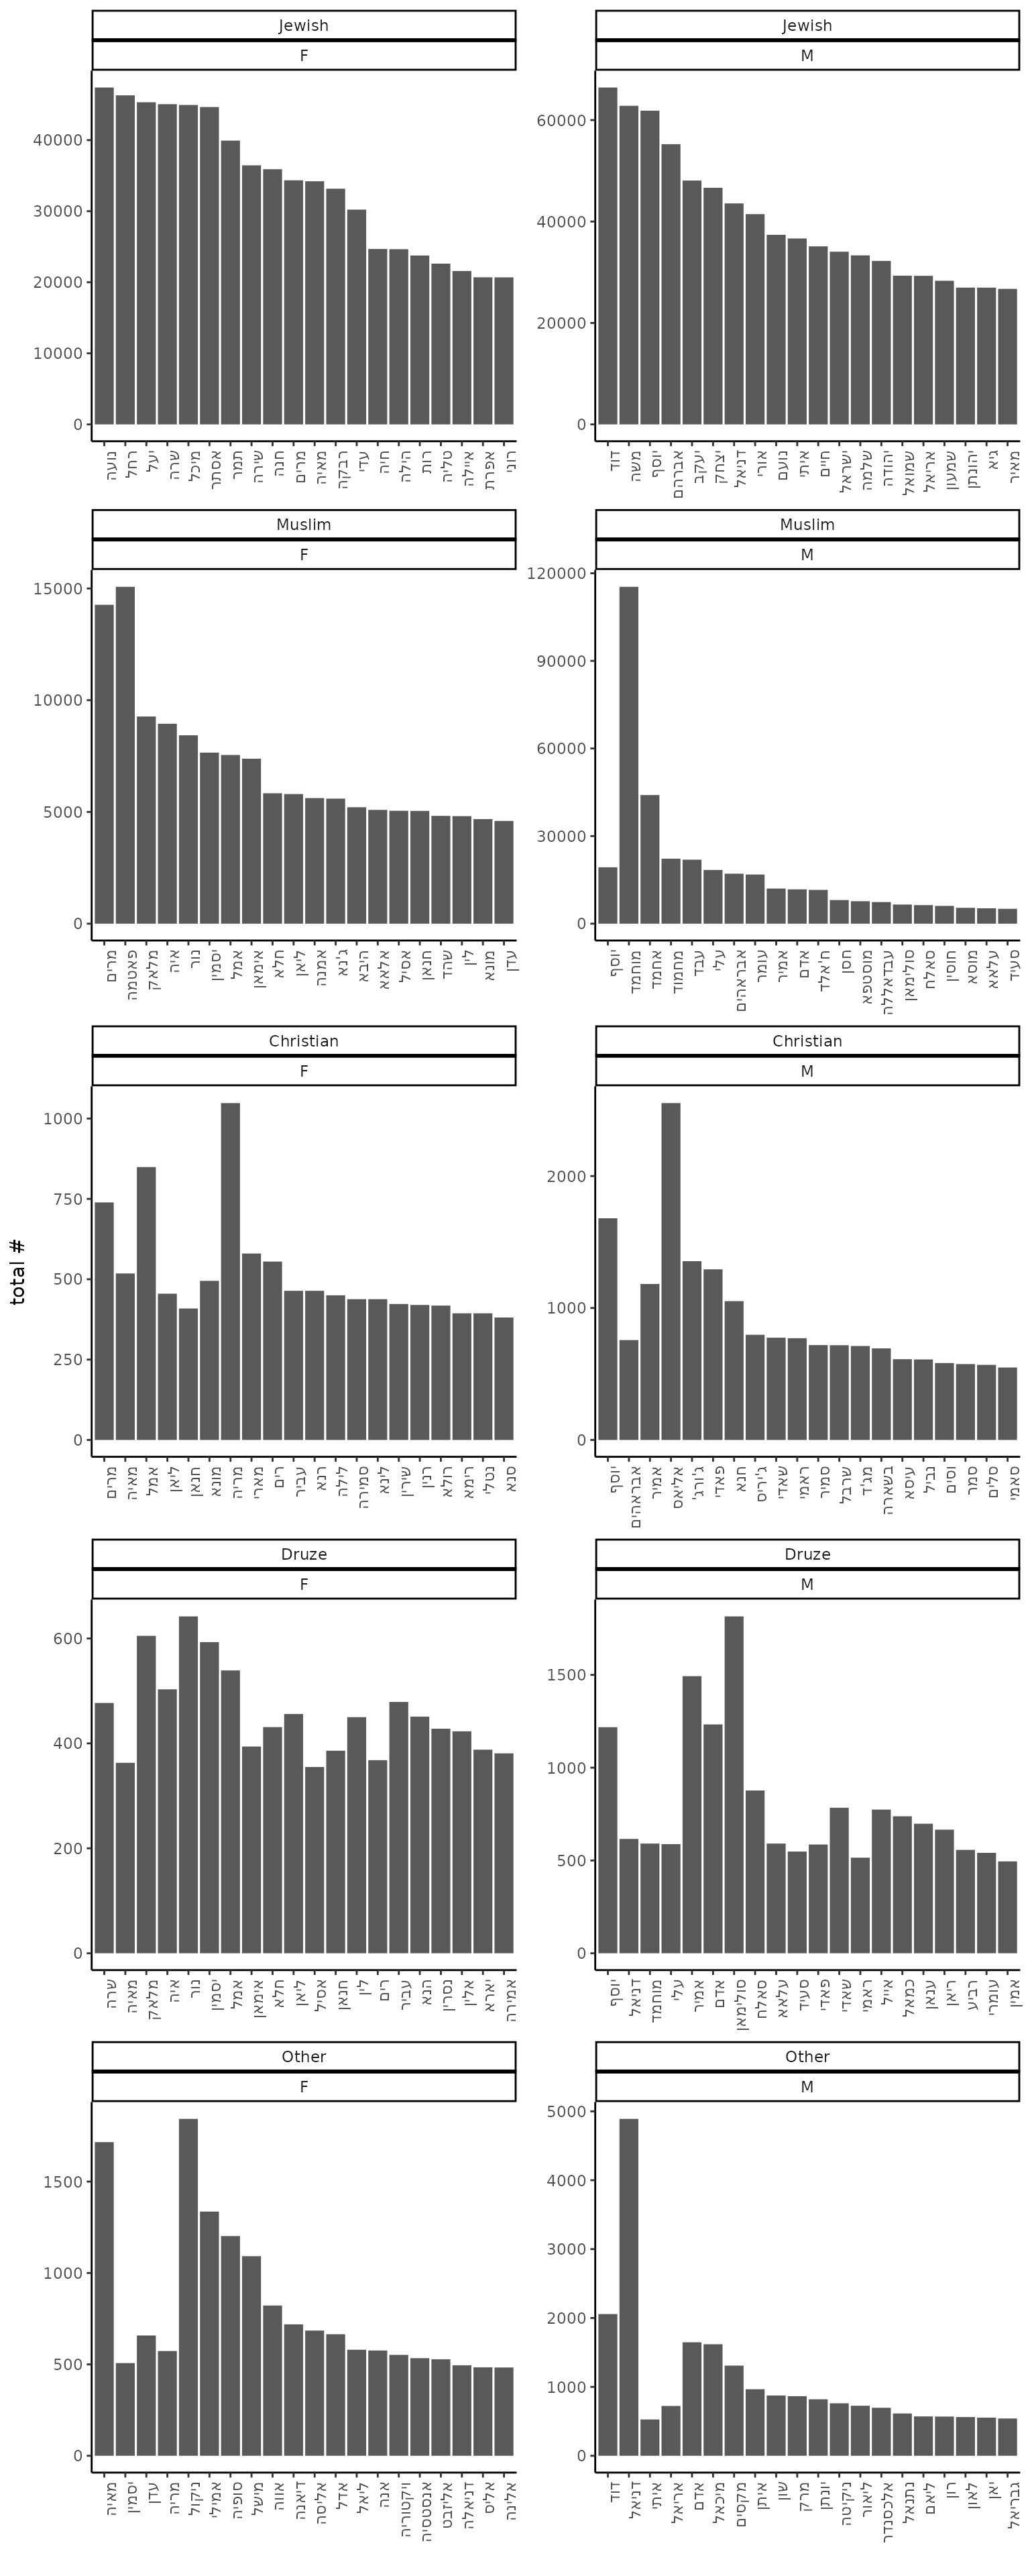 Jewish
F
Jewish
M
40000
30000
20000
10000
0
60000
40000
20000
0
נועה
רחל
יעל
שרה
מיכל
אסתר
תמר
שירה
חנה
מרים
מאיה
רבקה
עדי
חיה
הילה
רות
טליה
איילה
אפרת
רוני
דוד
משה
יוסף
אברהם
יעקב
יצחק
דניאל
אורי
נועם
איתי
חיים
ישראל
שלמה
יהודה
שמואל
אריאל
שמעון
יהונתן
גיא
מאיר
Muslim
F
Muslim
M
15000
10000
5000
0
120000
90000
60000
30000
0
מרים
פאטמה
מלאק
איה
נור
יסמין
אמל
אימאן
חלא
ליאן
אמנה
ג'נא
היבא
אלאא
אסיל
חנאן
שהד
לין
מונא
עדן
יוסף
מוחמד
אחמד
מחמוד
עבד
עלי
אבראהים
עומר
אמיר
אדם
ח'אלד
חסן
מוסטפא
עבדאללה
סולימאן
סאלח
חוסין
מוסא
עלאא
סעיד
total #
Christian
F
Christian
M
1000
750
500
250
0
2000
1000
0
מרים
מאיה
אמל
ליאן
חנאן
מונא
מריה
מארי
רים
עביר
רנא
לילה
סמירה
לינא
שירין
רנין
רולא
רימא
נטלי
סנא
יוסף
אבראהים
אמיר
אליאס
ג'ורג'
פאדי
חנא
ג'ריס
שאדי
ראמי
סמיר
שרבל
מג'ד
בשארה
עיסא
נביל
וסים
סמר
סלים
סאמי
Druze
F
Druze
M
600
400
200
0
1500
1000
500
0
שרה
מאיה
מלאק
איה
נור
יסמין
אמל
אימאן
חלא
ליאן
אסיל
חנאן
לין
רים
עביר
הנא
נסרין
אלין
יארא
אמירה
יוסף
דניאל
מוחמד
עלי
אמיר
אדם
סולימאן
סאלח
עלאא
סעיד
פאדי
שאדי
ראמי
אייל
כמאל
ענאן
ריאן
רביע
עומרי
אמין
Other
F
Other
M
1500
1000
500
0
5000
4000
3000
2000
1000
0
מאיה
יסמין
עדן
מריה
ניקול
אמילי
סופיה
מישל
אווה
דיאנה
אליסה
אדל
ליאל
אנה
ויקטוריה
אנסטסיה
אליזבט
דניאלה
אליס
אלינה
דוד
דניאל
איתי
אריאל
אדם
מיכאל
מקסים
איתן
שון
מרק
יונתן
ניקיטה
ליאור
אלכסנדר
נתנאל
ליאם
רון
לאון
יאן
גבריאל